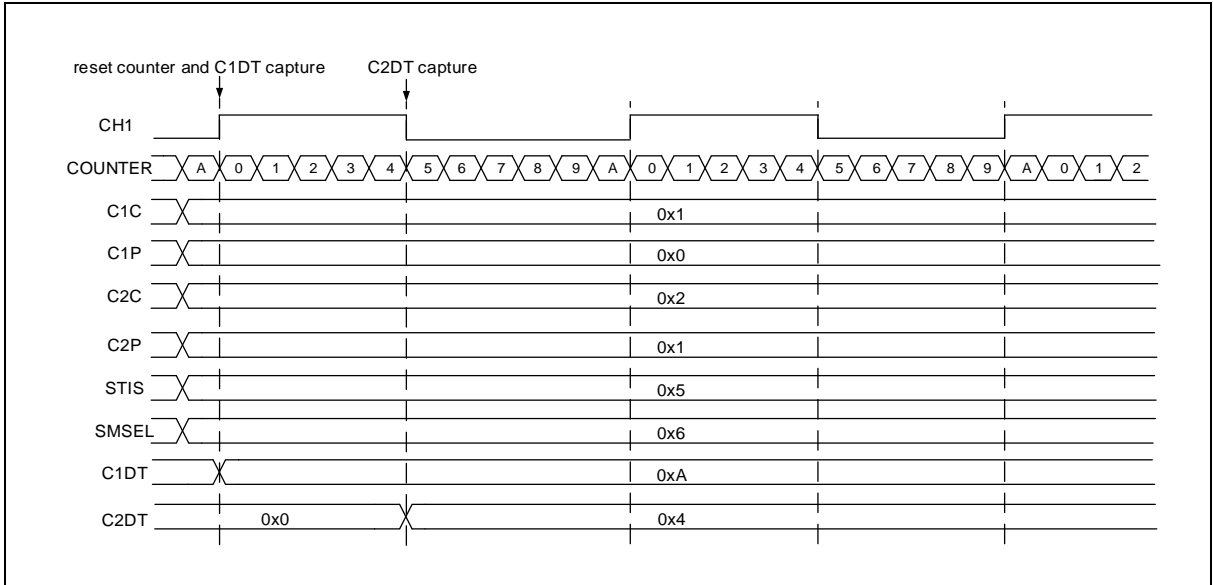 reset counter and C1DT capture C2DT capture
CH1
COUNTER A 0 1 2 3 4 5 6 7 8 9 A 0 1 2 3 4 5 6 7 8 9 A 0 1 2
C1C 0x1
C1P 0x0
C2C 0x2
C2P 0x1
STIS 0x5
SMSEL 0x6
C1DT 0xA
C2DT 0x0 0x4